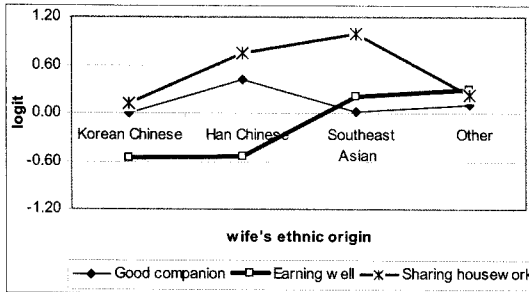 1.20
0.60
0.00
-0.60
-1.20
logit
Korean Chinese
Han Chinese
Southeast
Asian
Other
wife's ethnic origin
Good companion
Earning well
Sharing housework